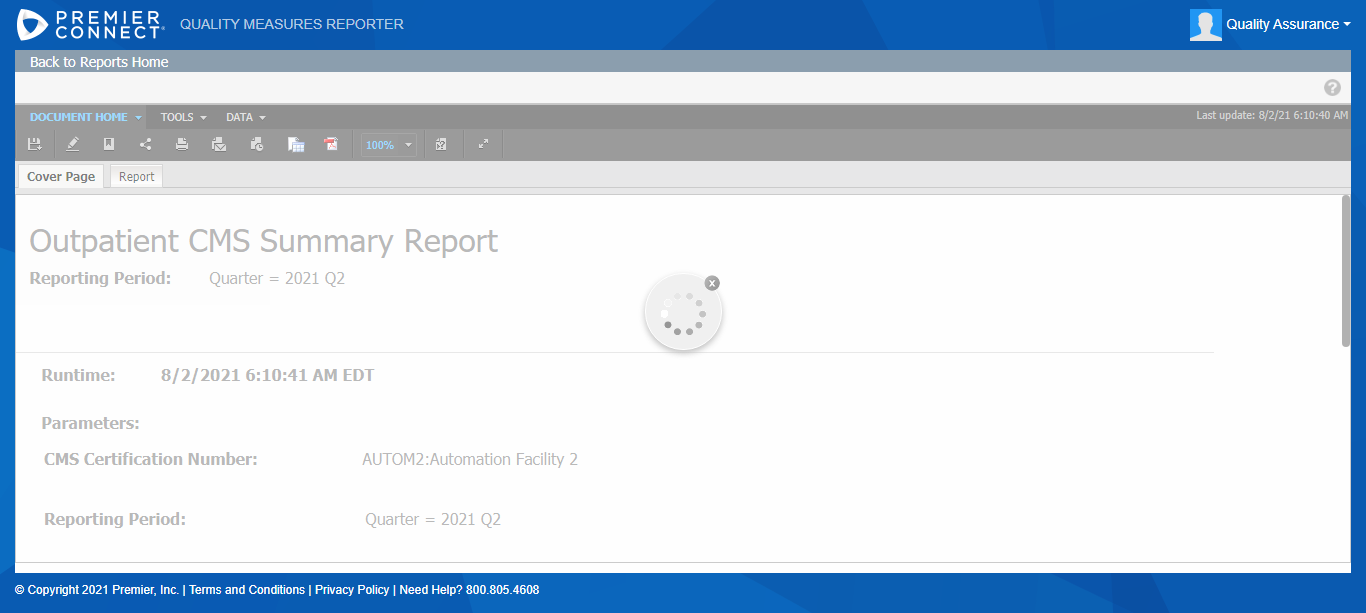 PREMIER
CONNECT® QUALITY MEASURES REPORTER Quality Assurance
Back to Reports Home
?
DOCUMENT HOME TOOLS DATA Last update: 8/2/21 6:10:40 AM
100%
Cover Page Report
Outpatient CMS Summary Report
Reporting Period: Quarter = 2021 Q2
x
Runtime: 8/2/2021 6:10:41 AM EDT
Parameters:
CMS Certification Number: AUTOM2:Automation Facility 2
Reporting Period: Quarter = 2021 Q2
© Copyright 2021 Premier, Inc. | Terms and Conditions | Privacy Policy | Need Help? 800.805.4608